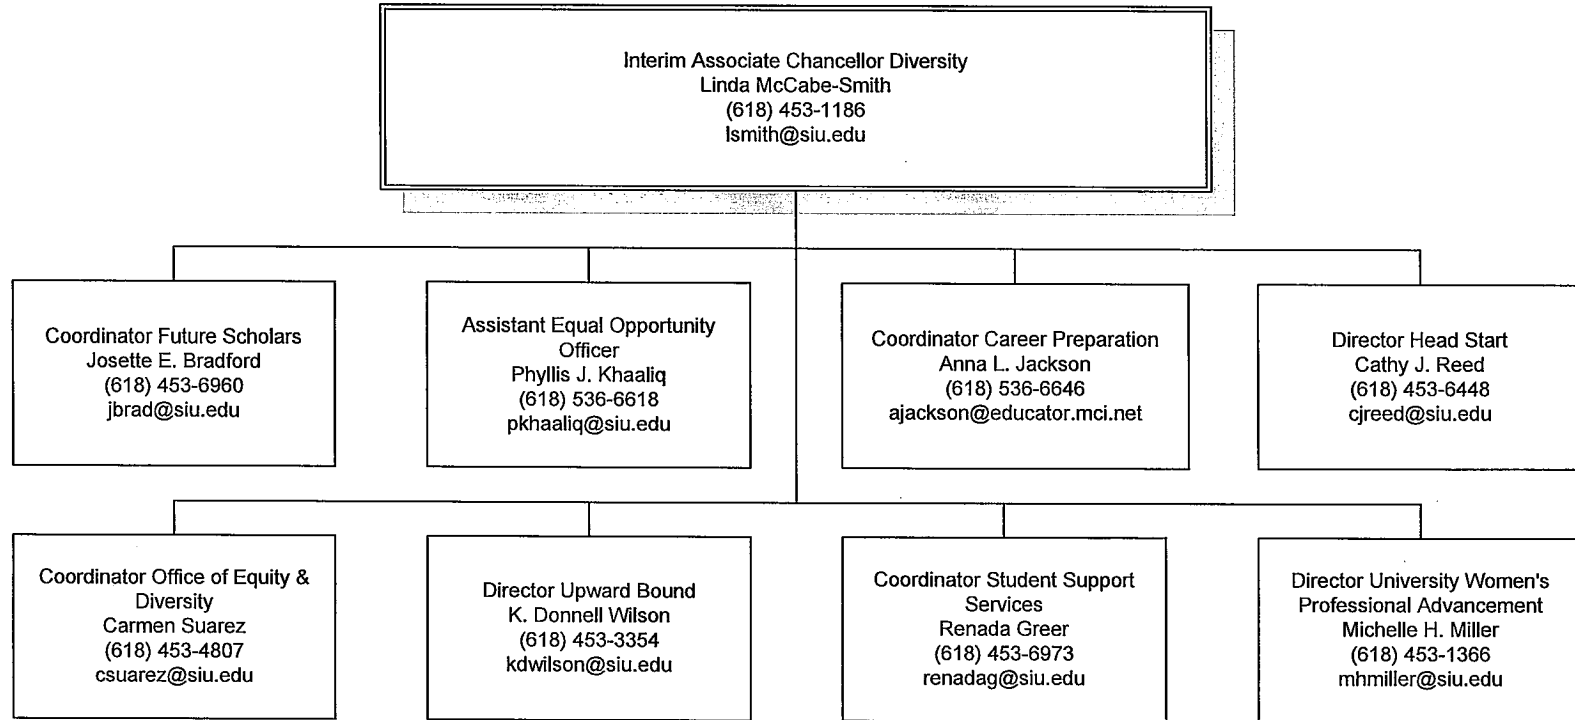 Interim Associate Chancellor Diversity
Linda McCabe-Smith
(618) 453-1186
lsmith@siu.edu
Coordinator Future Scholars
Josette E. Bradford
(618) 453-6960
jbrad@siu.edu
Assistant Equal Opportunity
Officer
Phyllis J. Khaaliq
(618) 536-6618
pkhaaliq@siu.edu
Coordinator Career Preparation
Anna L. Jackson
(618) 536-6646
ajackson@educator.mci.net
Director Head Start
Cathy J. Reed
(618) 453-6448
cjreed@siu.edu
Coordinator Office of Equity &
Diversity
Carmen Suarez
(618) 453-4807
csuarez@siu.edu
Director Upward Bound
K. Donnell Wilson
(618) 453-3354
kdwilson@siu.edu
Coordinator Student Support
Services
Renada Greer
(618) 453-6973
renadag@siu.edu
Director University Women's
Professional Advancement
Michelle H. Miller
(618) 453-1366
mhmiller@siu.edu